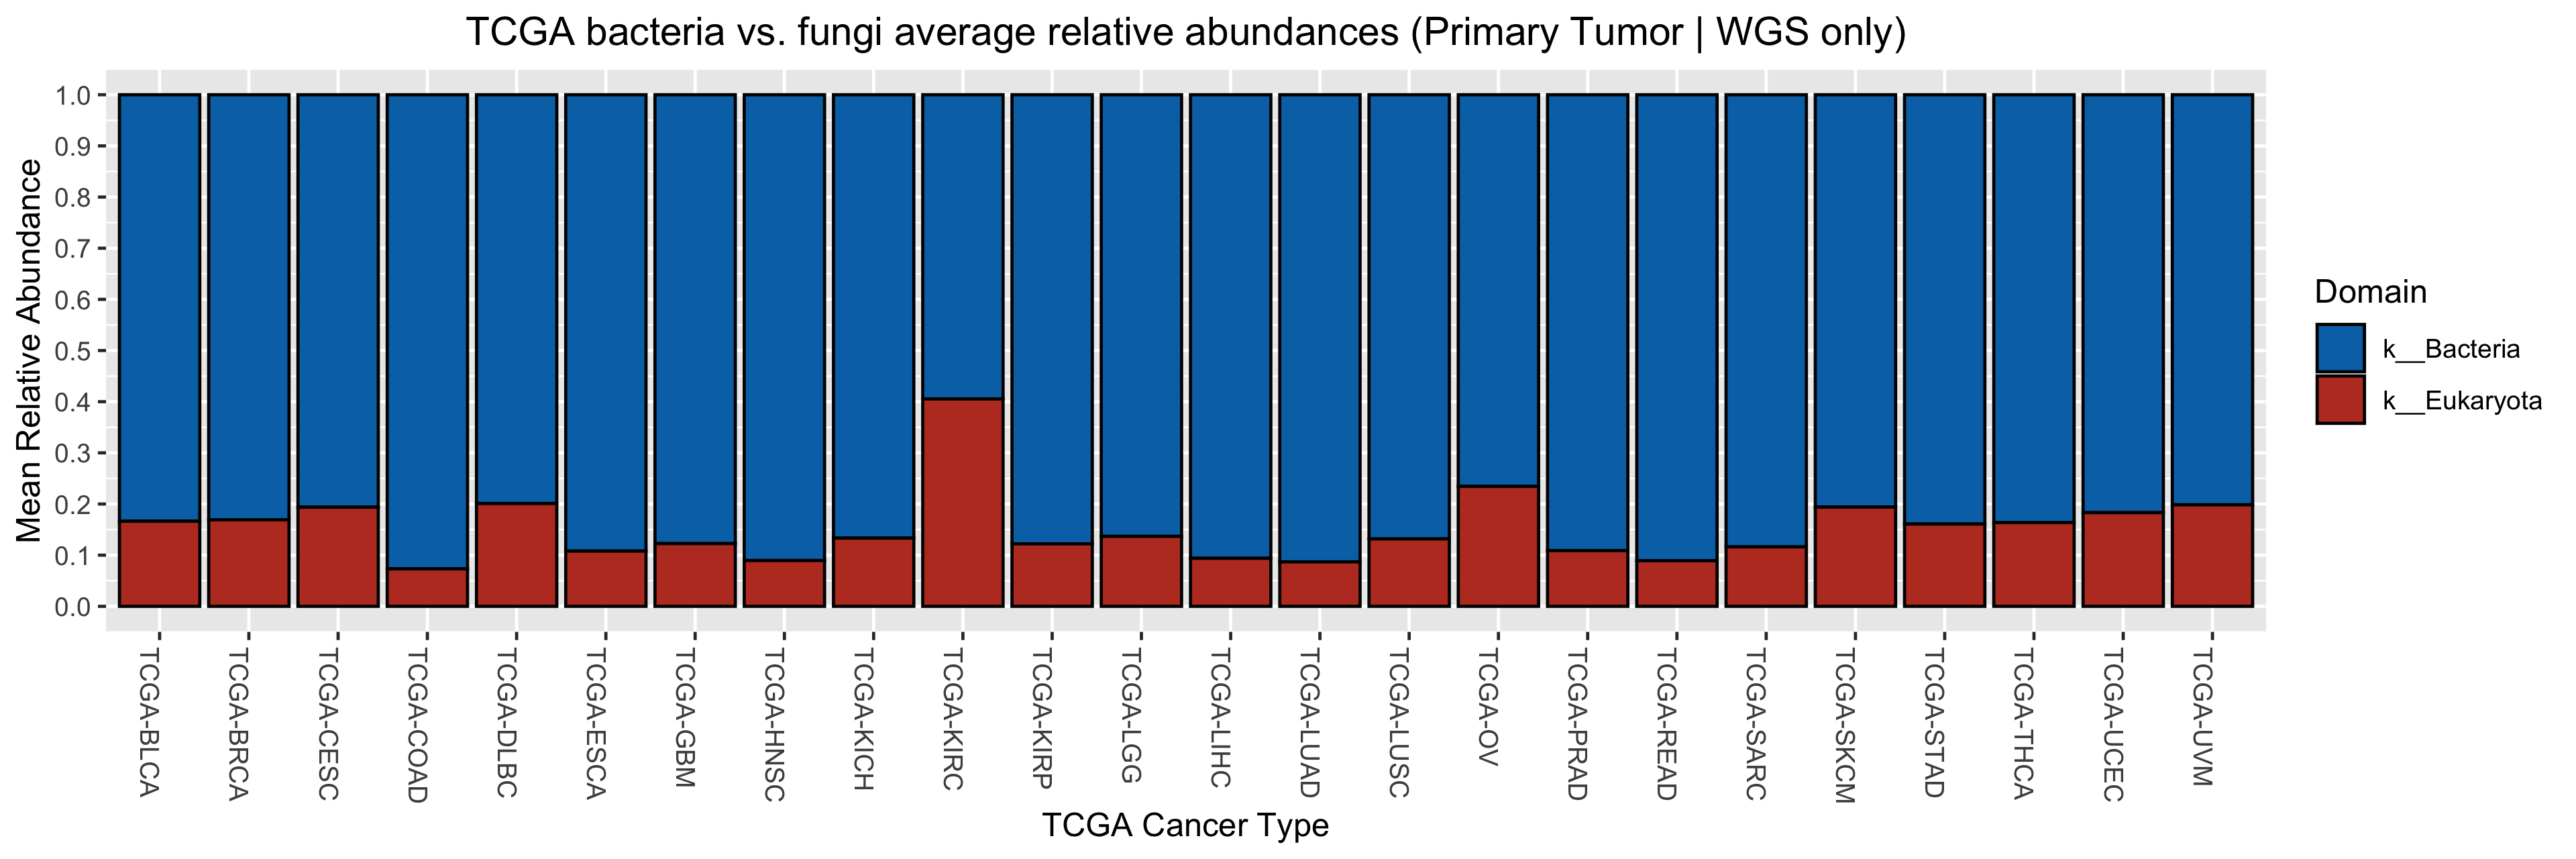 TCGA bacteria vs. fungi average relative abundances (Primary Tumor | WGS only)
Mean Relative Abundance
1.0
0.9
0.8
0.7
0.6
0.5
0.4
0.3
0.2
0.1
0.0
TCGA-BLCA
TCGA-BRCA
TCGA-CESC
TCGA-COAD
TCGA-DLBC
TCGA-ESCA
TCGA-GBM
TCGA-HNSC
TCGA-KICH
TCGA-KIRC
TCGA-KIRP
TCGA-LGG
TCGA-LIHC
TCGA-LUAD
TCGA-LUSC
TCGA-OV
TCGA-PRAD
TCGA-READ
TCGA-SARC
TCGA-SKCM
TCGA-STAD
TCGA-THCA
TCGA-UCEC
TCGA-UVM
TCGA Cancer Type
Domain
k__Bacteria
k__Eukaryota